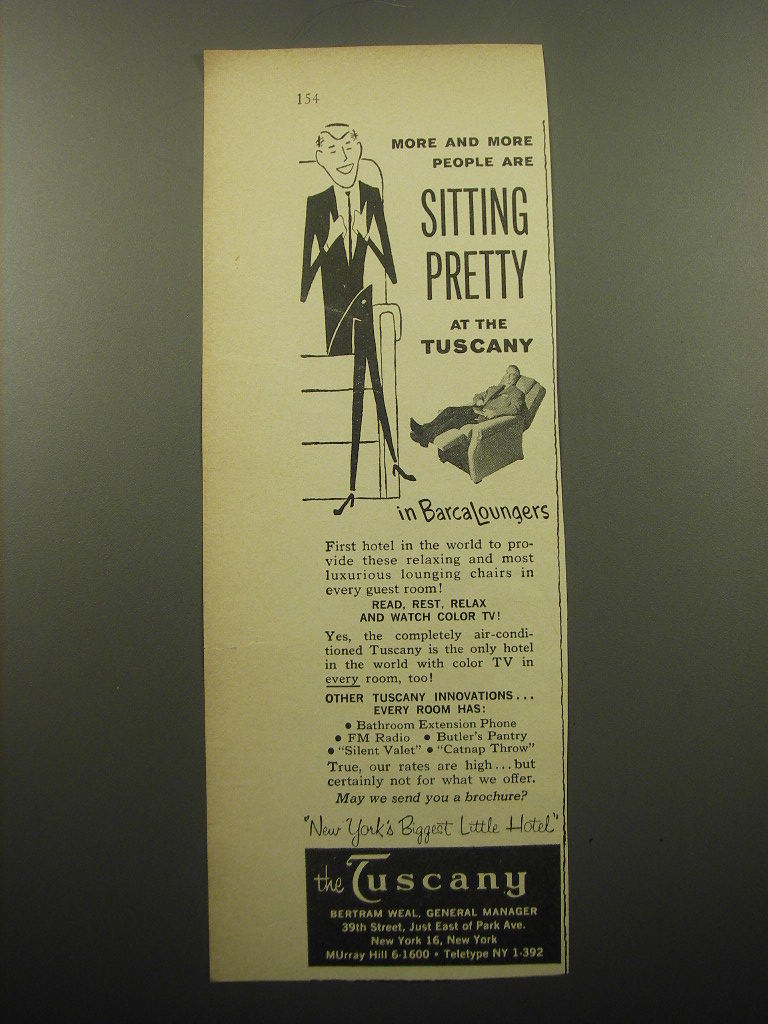 154
MORE AND MORE
PEOPLE ARE
SITTING
PRETTY
AT THE
TUSCANY
in BarcaLoungers
First hotel in the world to pro-
vide these relaxing and most
luxurious lounging chairs in
every guest room!
READ, REST, RELAX
AND WATCH COLOR TV!
Yes, the completely air-condi-
tioned Tuscany is the only hotel
in the world with color TV in
every room, too!
OTHER TUSCANY INNOVATIONS...
EVERY ROOM HAS:
• Bathroom Extension Phone
• FM Radio • Butler's Pantry
• "Silent Valet" • "Catnap Throw"
True, our rates are high...but
certainly not for what we offer.
May we send you a brochure?
"New York's Biggest Little Hotel"
the Tuscany
BERTRAM WEAL, GENERAL MANAGER
39th Street, Just East of Park Ave.
New York 16, New York
MUrray Hill 6-1600 • Teletype NY 1-392